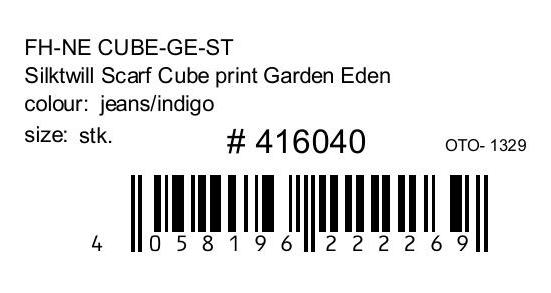 FH-NE CUBE-GE-ST
Silktwill Scarf Cube print Garden Eden
colour: jeans/indigo
size: stk.
# 416040
OTO- 1329
4 058196 222269